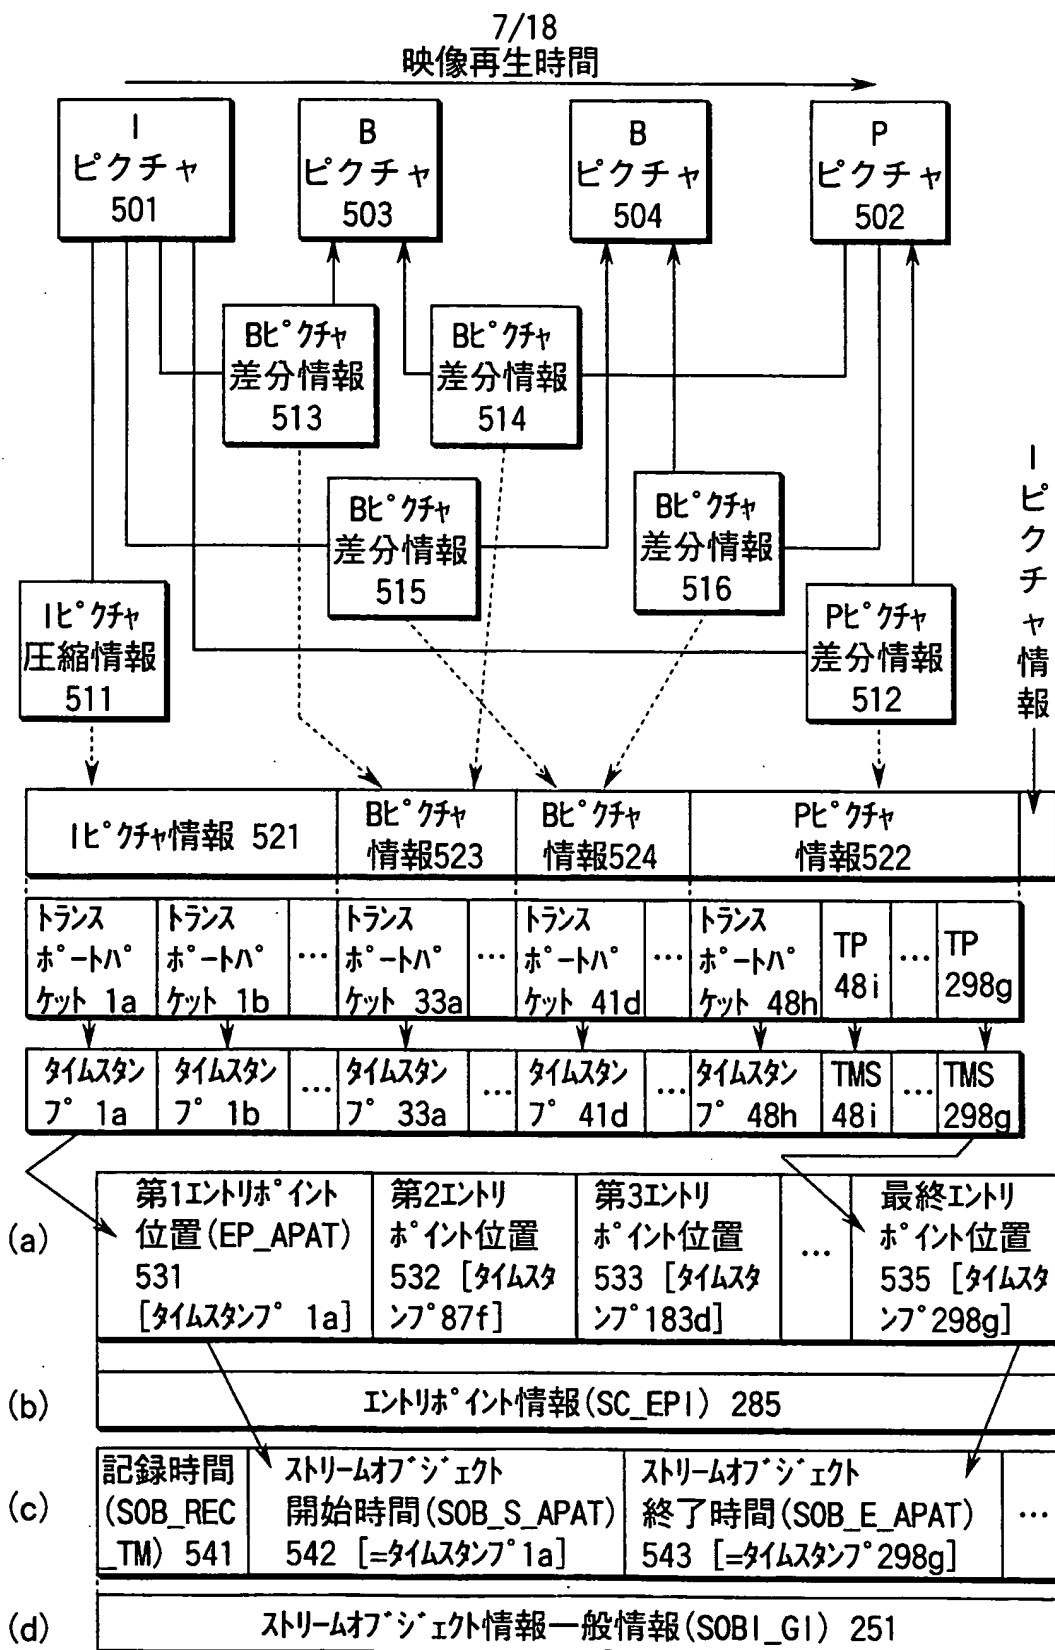 7/18
映像再生時間
I
ピクチャ
501
B
ピクチャ
503
B
ピクチャ
504
P
ピクチャ
502
Bピクチャ
差分情報
513
Bピクチャ
差分情報
514
Bピクチャ
差分情報
515
Bピクチャ
差分情報
516
Iピクチャ
圧縮情報
511
Pピクチャ
差分情報
512
Iピクチャ情報
Iピクチャ情報 521
Bピクチャ
情報523
Bピクチャ
情報524
Pピクチャ
情報522
トランス
ポートパ
ケット 1a
トランス
ポートパ
ケット 1b
…
トランス
ポートパ
ケット 33a
…
トランス
ポートパ
ケット 41d
…
トランス
ポートパ
ケット 48h
TP
48i
…
TP
298g
タイムスタン
プ 1a
タイムスタン
プ 1b
…
タイムスタン
プ 33a
…
タイムスタン
プ 41d
…
タイムスタン
プ 48h
TMS
48i
…
TMS
298g
(a)
第1エントリポイント
位置(EP_APAT)
531
[タイムスタンプ 1a]
第2エントリ
ポイント位置
532 [タイムスタ
ンプ87f]
第3エントリ
ポイント位置
533 [タイムスタ
ンプ183d]
…
最終エントリ
ポイント位置
535 [タイムスタ
ンプ298g]
(b)
エントリポイント情報(SC_EPI) 285
(c)
記録時間
(SOB_REC
_TM) 541
ストリームオブジェクト
開始時間(SOB_S_APAT)
542 [=タイムスタンプ1a]
ストリームオブジェクト
終了時間(SOB_E_APAT)
543 [=タイムスタンプ298g]
…
(d)
ストリームオブジェクト情報一般情報(SOBI_GI) 251